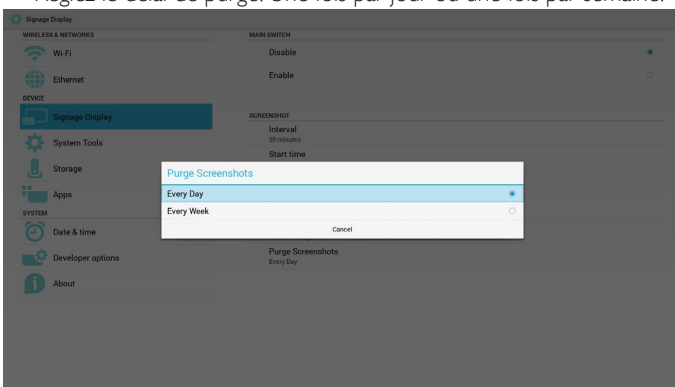 Réglez le délai de purge. Une fois par jour ou une fois par semaine.
Signage Display
WIRELESS & NETWORKS
Wi-Fi
Ethernet
DEVICE
Signage Display
System Tools
Storage
Apps
SYSTEM
Date & time
Developer options
About
MAIN SWITCH
Disable
Enable
SCREENSHOT
Interval
30 minutes
Start time
Purge Screenshots
Every Day
Every Week
Cancel
Purge Screenshots
Every Day